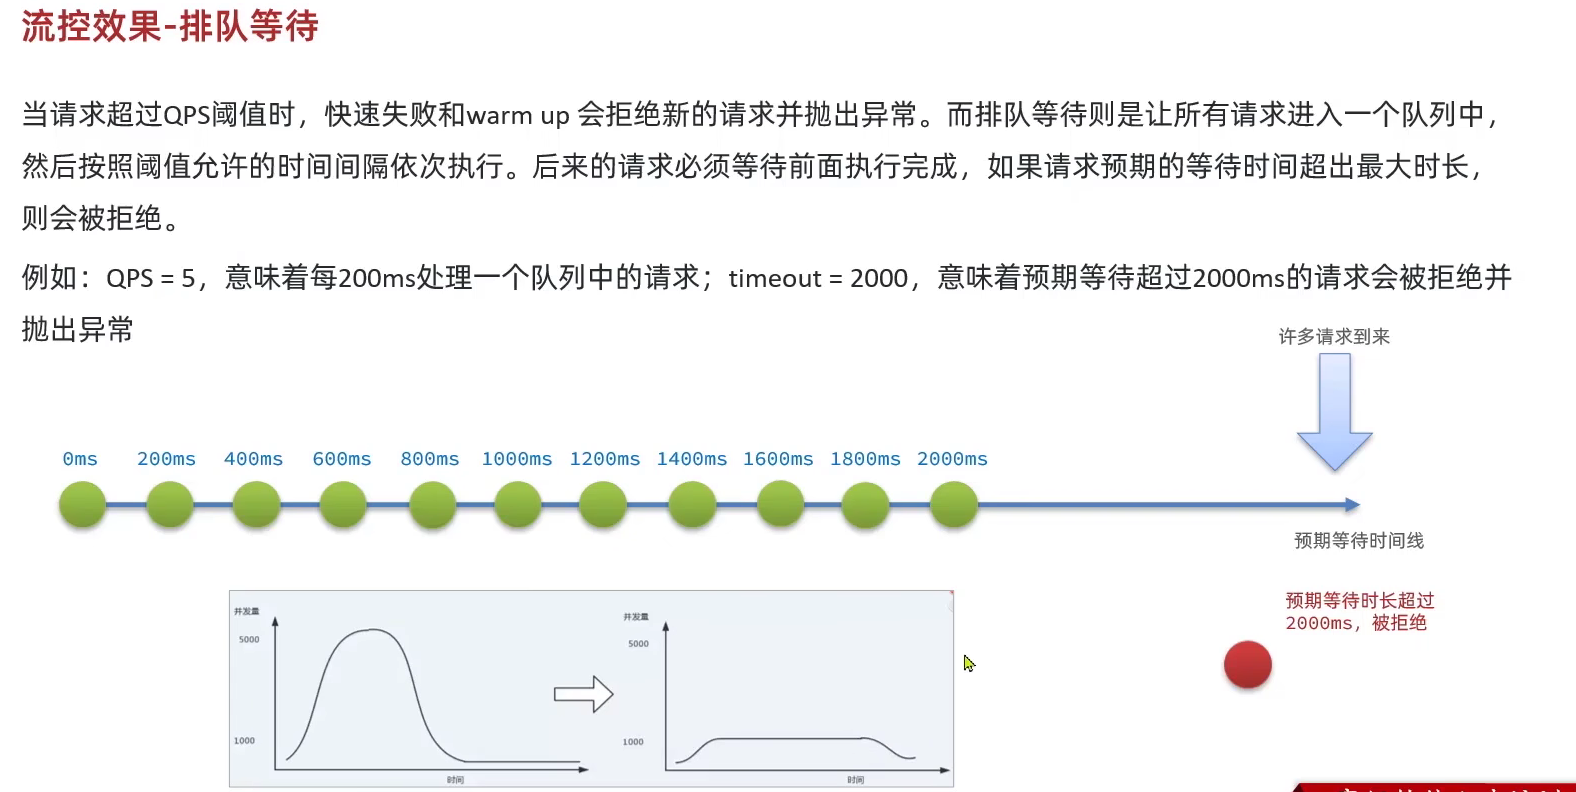 流控效果-排队等待
当请求超过QPS阈值时，快速失败和warm up 会拒绝新的请求并抛出异常。而排队等待则是让所有请求进入一个队列中，
然后按照阈值允许的时间间隔依次执行。后来的请求必须等待前面执行完成，如果请求预期的等待时间超出最大时长，
则会被拒绝。
例如：QPS = 5，意味着每200ms处理一个队列中的请求；timeout = 2000，意味着预期等待超过2000ms的请求会被拒绝并
抛出异常
许多请求到来
0ms 200ms 400ms 600ms 800ms 1000ms 1200ms 1400ms 1600ms 1800ms 2000ms
预期等待时间线
预期等待时长超过
2000ms，被拒绝
并发量
5000
1000
时间
并发量
5000
1000
时间